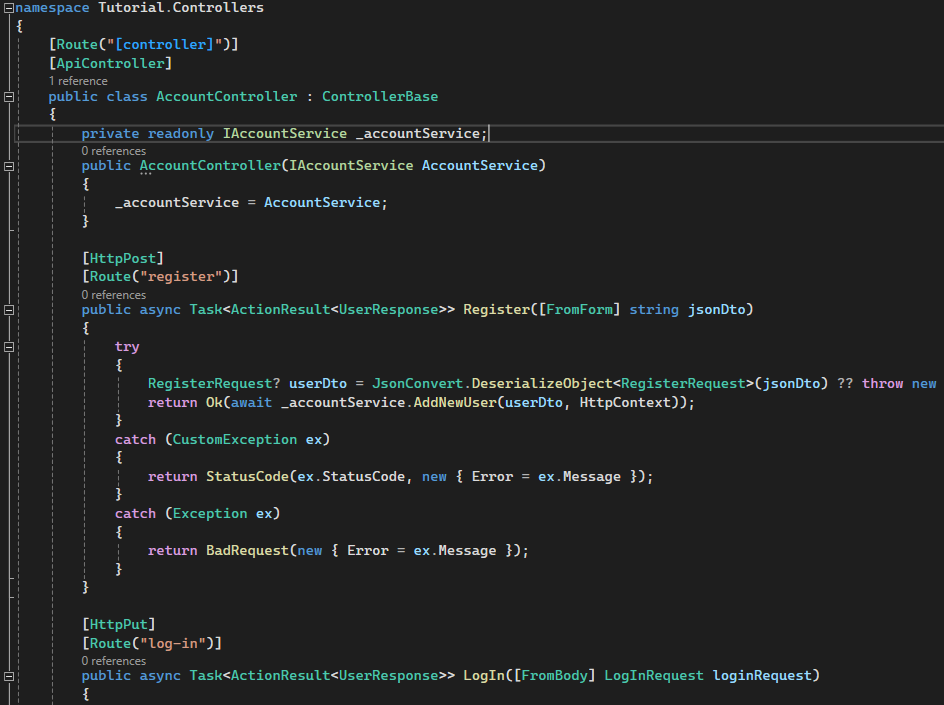 namespace Tutorial.Controllers
{
[Route("[controller]")]
[ApiController]
1 reference
public class AccountController : ControllerBase
{
private readonly IAccountService _accountService;
0 references
public AccountController(IAccountService AccountService)
{
_accountService = AccountService;
}
[HttpPost]
[Route("register")]
0 references
public async Task<ActionResult<UserResponse>> Register([FromForm] string jsonDto)
{
try
{
RegisterRequest? userDto = JsonConvert.DeserializeObject<RegisterRequest>(jsonDto) ?? throw new
return Ok(await _accountService.AddNewUser(userDto, HttpContext));
}
catch (CustomException ex)
{
return StatusCode(ex.StatusCode, new { Error = ex.Message });
}
catch (Exception ex)
{
return BadRequest(new { Error = ex.Message });
}
}
[HttpPut]
[Route("log-in")]
0 references
public async Task<ActionResult<UserResponse>> LogIn([FromBody] LogInRequest loginRequest)
{